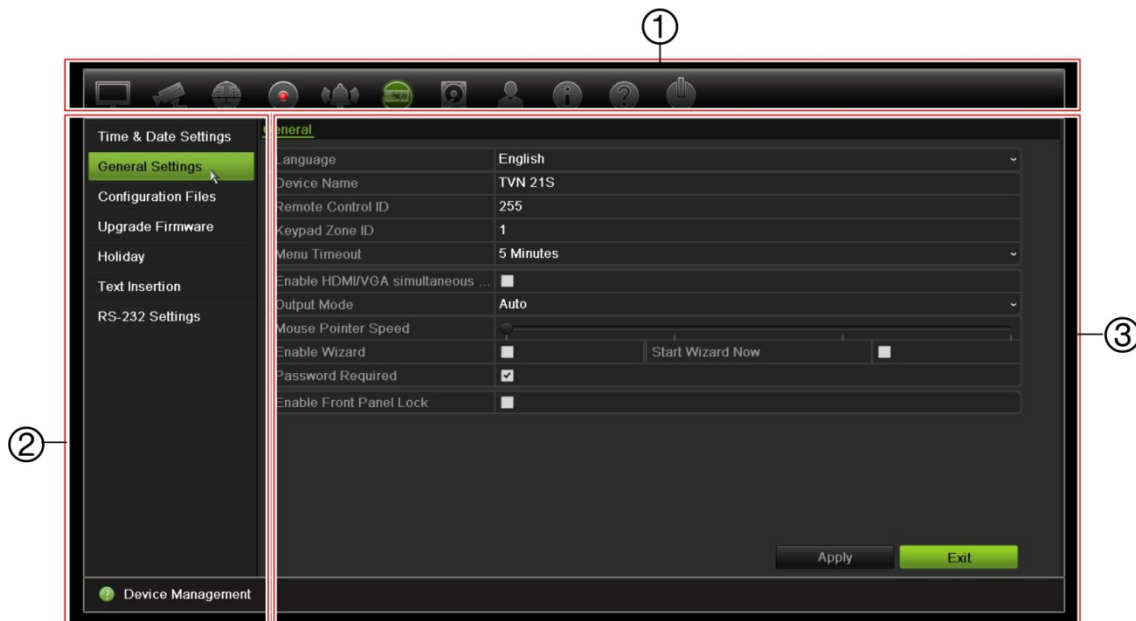 ①
Time & Date Settings
General Settings
Configuration Files
Upgrade Firmware
Holiday
Text Insertion
RS-232 Settings
②
General
Language English
Device Name TVN 21S
Remote Control ID 255
Keypad Zone ID 1
Menu Timeout 5 Minutes
Enable HDMI/VGA simultaneous ...
Output Mode Auto
Mouse Pointer Speed
Enable Wizard Start Wizard Now
Password Required
Enable Front Panel Lock
③
Apply Exit
Device Management